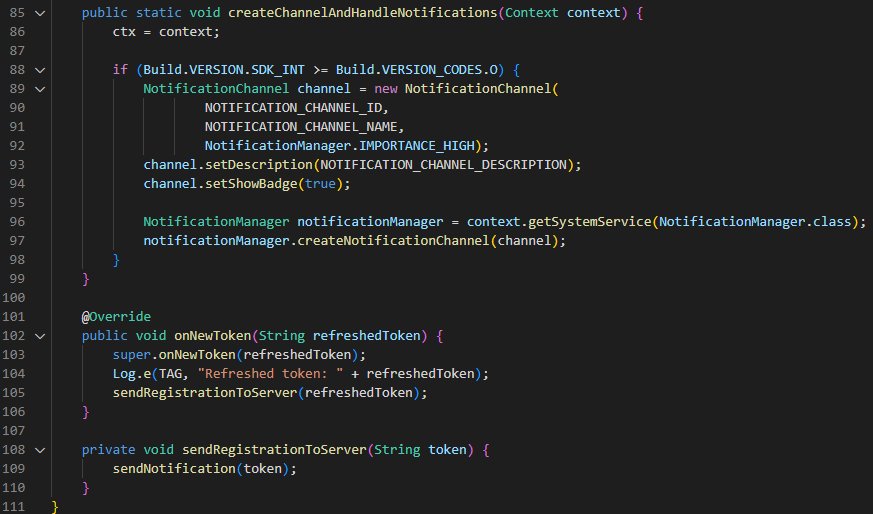 85 public static void createChannelAndHandleNotifications(Context context) {
86 ctx = context;
87
88 if (Build.VERSION.SDK_INT >= Build.VERSION_CODES.O) {
89 NotificationChannel channel = new NotificationChannel(
90 NOTIFICATION_CHANNEL_ID,
91 NOTIFICATION_CHANNEL_NAME,
92 NotificationManager.IMPORTANCE_HIGH);
93 channel.setDescription(NOTIFICATION_CHANNEL_DESCRIPTION);
94 channel.setShowBadge(true);
95
96 NotificationManager notificationManager = context.getSystemService(NotificationManager.class);
97 notificationManager.createNotificationChannel(channel);
98 }
99 }
100
101 @Override
102 public void onNewToken(String refreshedToken) {
103 super.onNewToken(refreshedToken);
104 Log.e(TAG, "Refreshed token: " + refreshedToken);
105 sendRegistrationToServer(refreshedToken);
106 }
107
108 private void sendRegistrationToServer(String token) {
109 sendNotification(token);
110 }
111 }